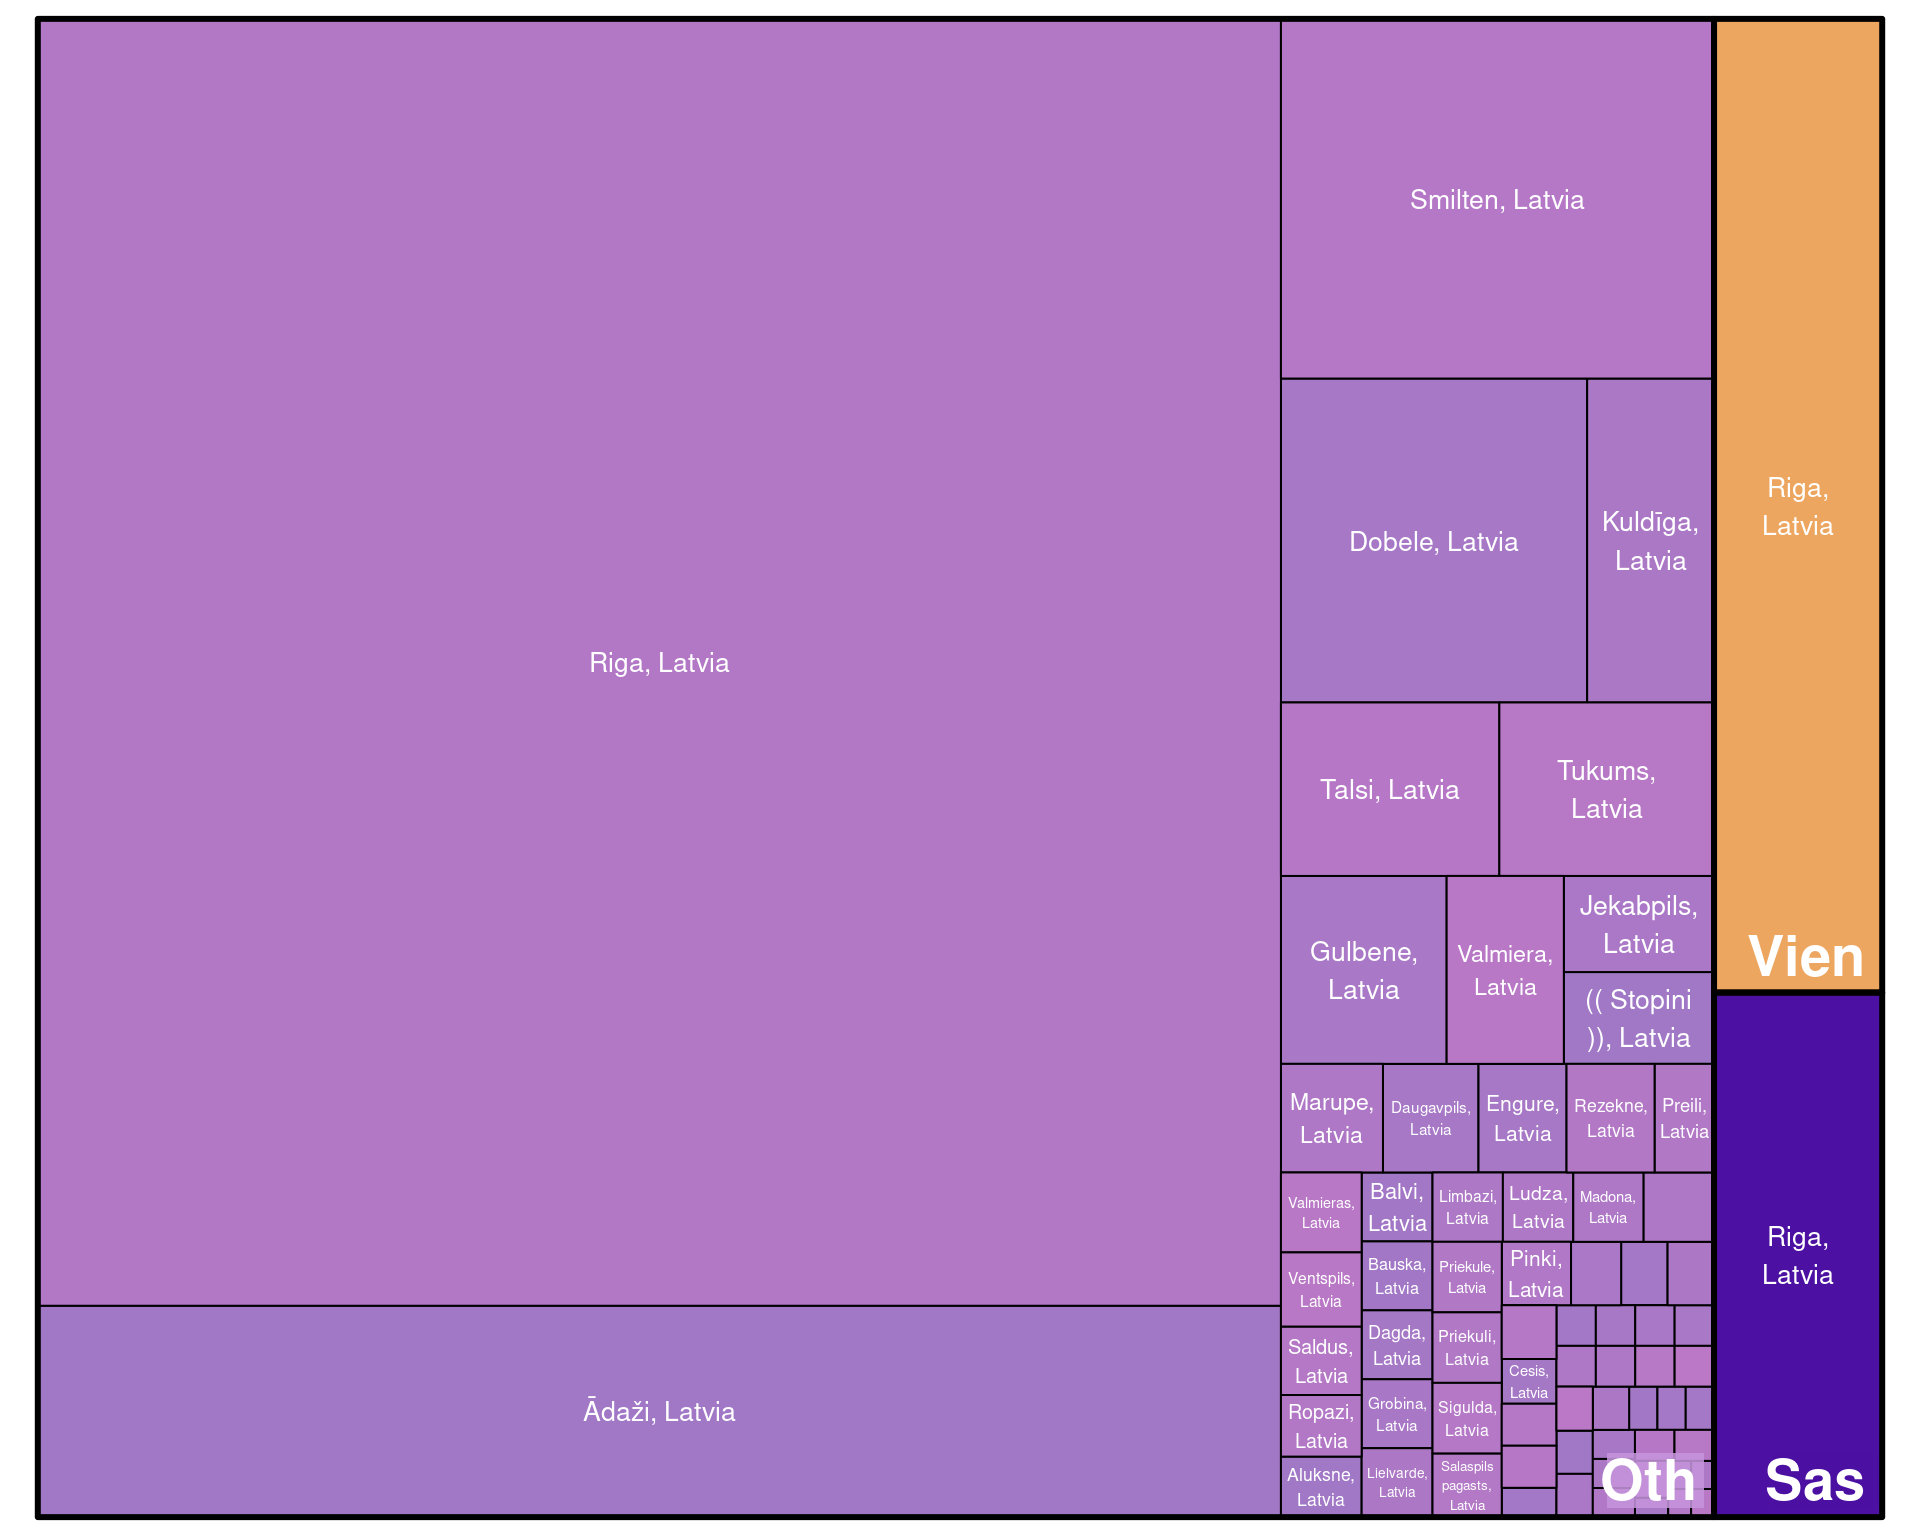 Riga, Latvia
Ādaži, Latvia
Smilten, Latvia
Dobele, Latvia
Kuldīga,
Latvia
Talsi, Latvia
Tukums,
Latvia
Gulbene,
Latvia
Valmiera,
Latvia
Jekabpils,
Latvia
(( Stopini
)), Latvia
Marupe,
Latvia
Daugavpils,
Latvia
Engure,
Latvia
Rezekne,
Latvia
Preili,
Latvia
Valmieras,
Latvia
Ventspils,
Latvia
Saldus,
Latvia
Ropazi,
Latvia
Aluksne,
Latvia
Balvi,
Latvia
Bauska,
Latvia
Dagda,
Latvia
Grobina,
Latvia
Llelvarde,
Latvia
Limbazi,
Latvia
Priekule,
Latvia
Priekuli,
Latvia
Sigulda,
Latvia
Salaspils
pagasts,
Latvia
Ludza,
Latvia
Madona,
Latvia
Pinki,
Latvia
Cesis,
Latvia
Oth
Riga,
Latvia
Vien
Riga,
Latvia
Sas